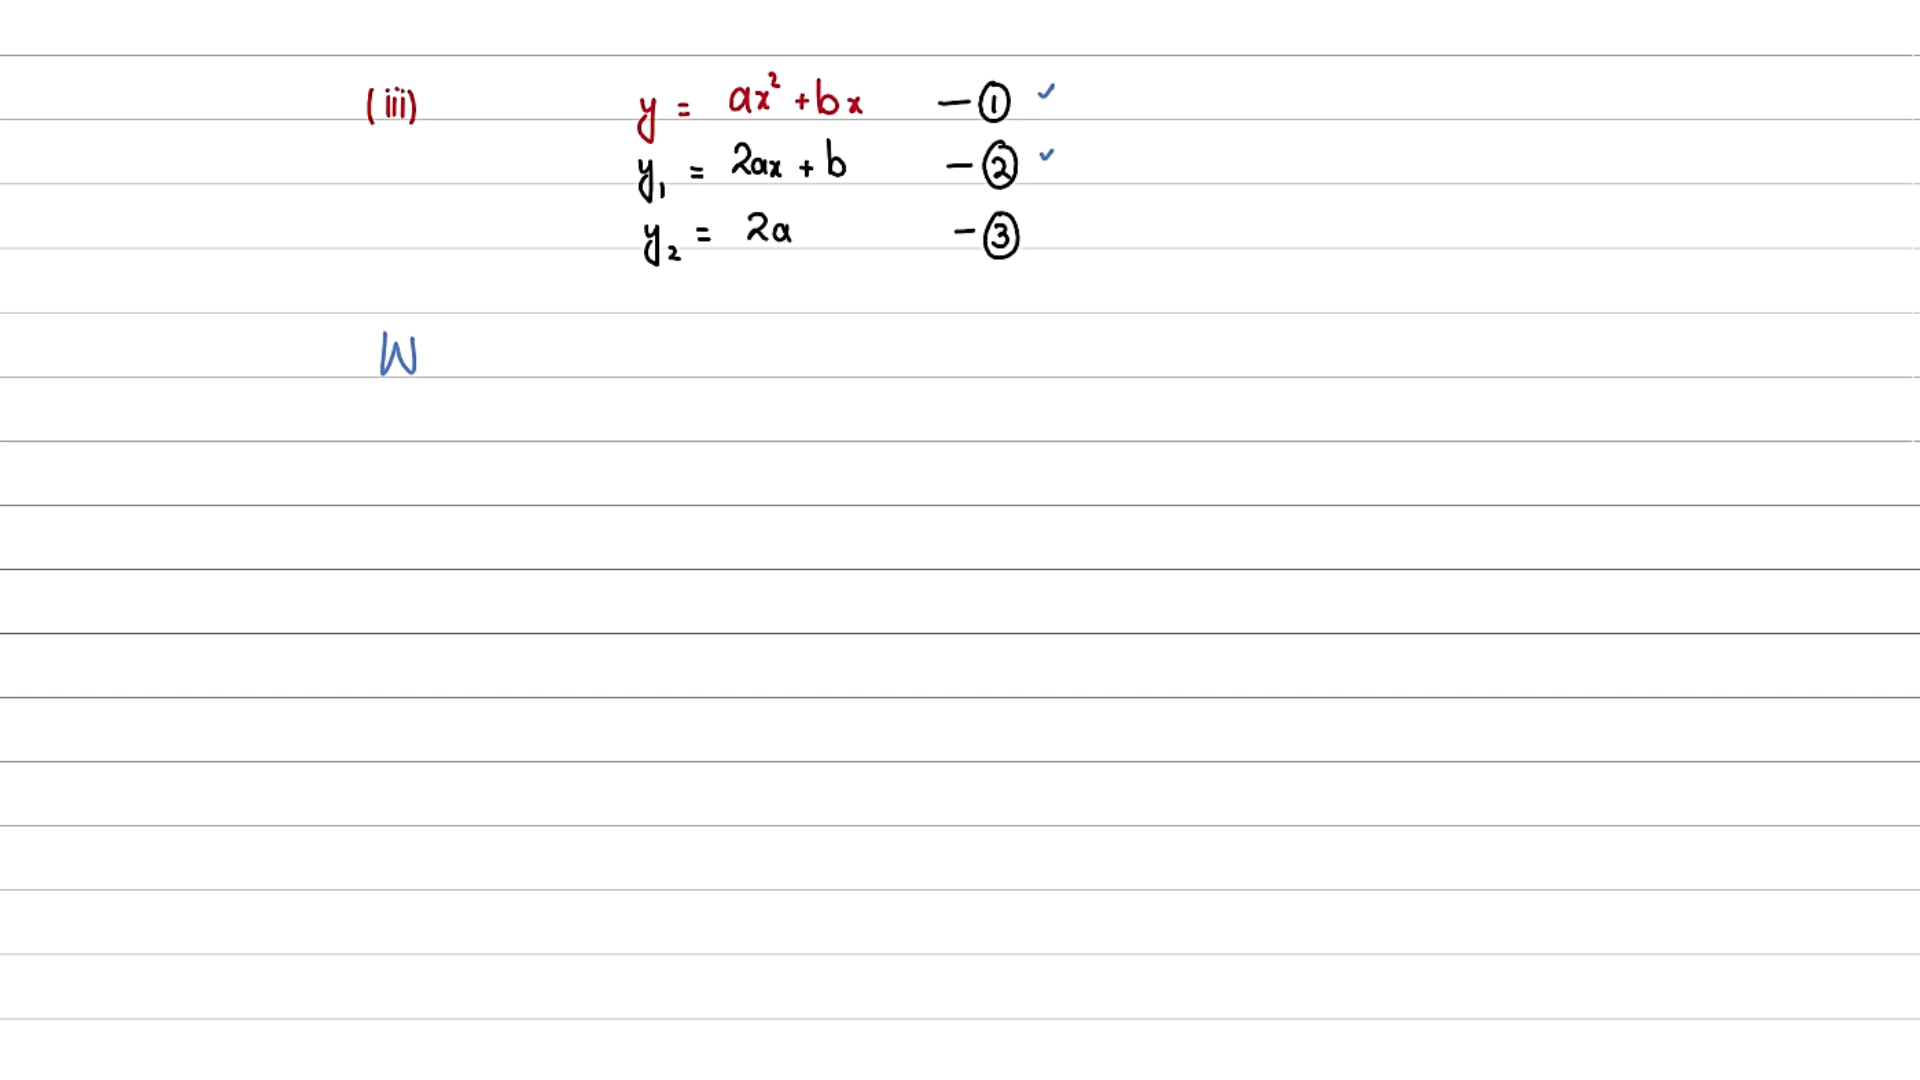 (iii) y = ax² + bx — ① ✓
y₁ = 2ax + b — ② ✓
y₂ = 2a — ③
W